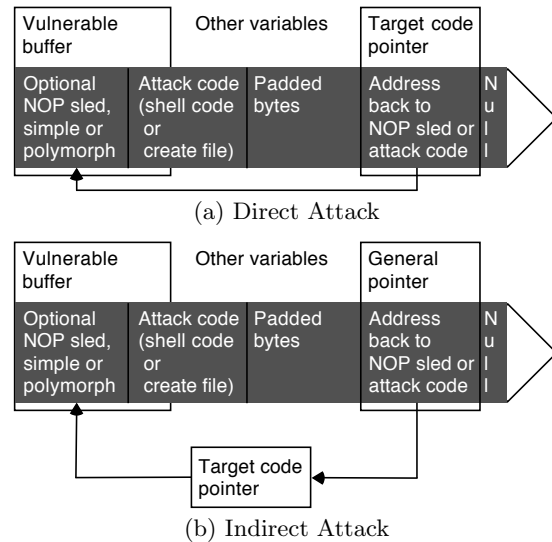 Vulnerable buffer
Other variables
Target code pointer
Optional NOP sled, simple or polymorph
Attack code (shell code or create file)
Padded bytes
Address back to NOP sled or attack code
Null
(a) Direct Attack
Vulnerable buffer
Other variables
General pointer
Optional NOP sled, simple or polymorph
Attack code (shell code or create file)
Padded bytes
Address back to NOP sled or attack code
Null
Target code pointer
(b) Indirect Attack